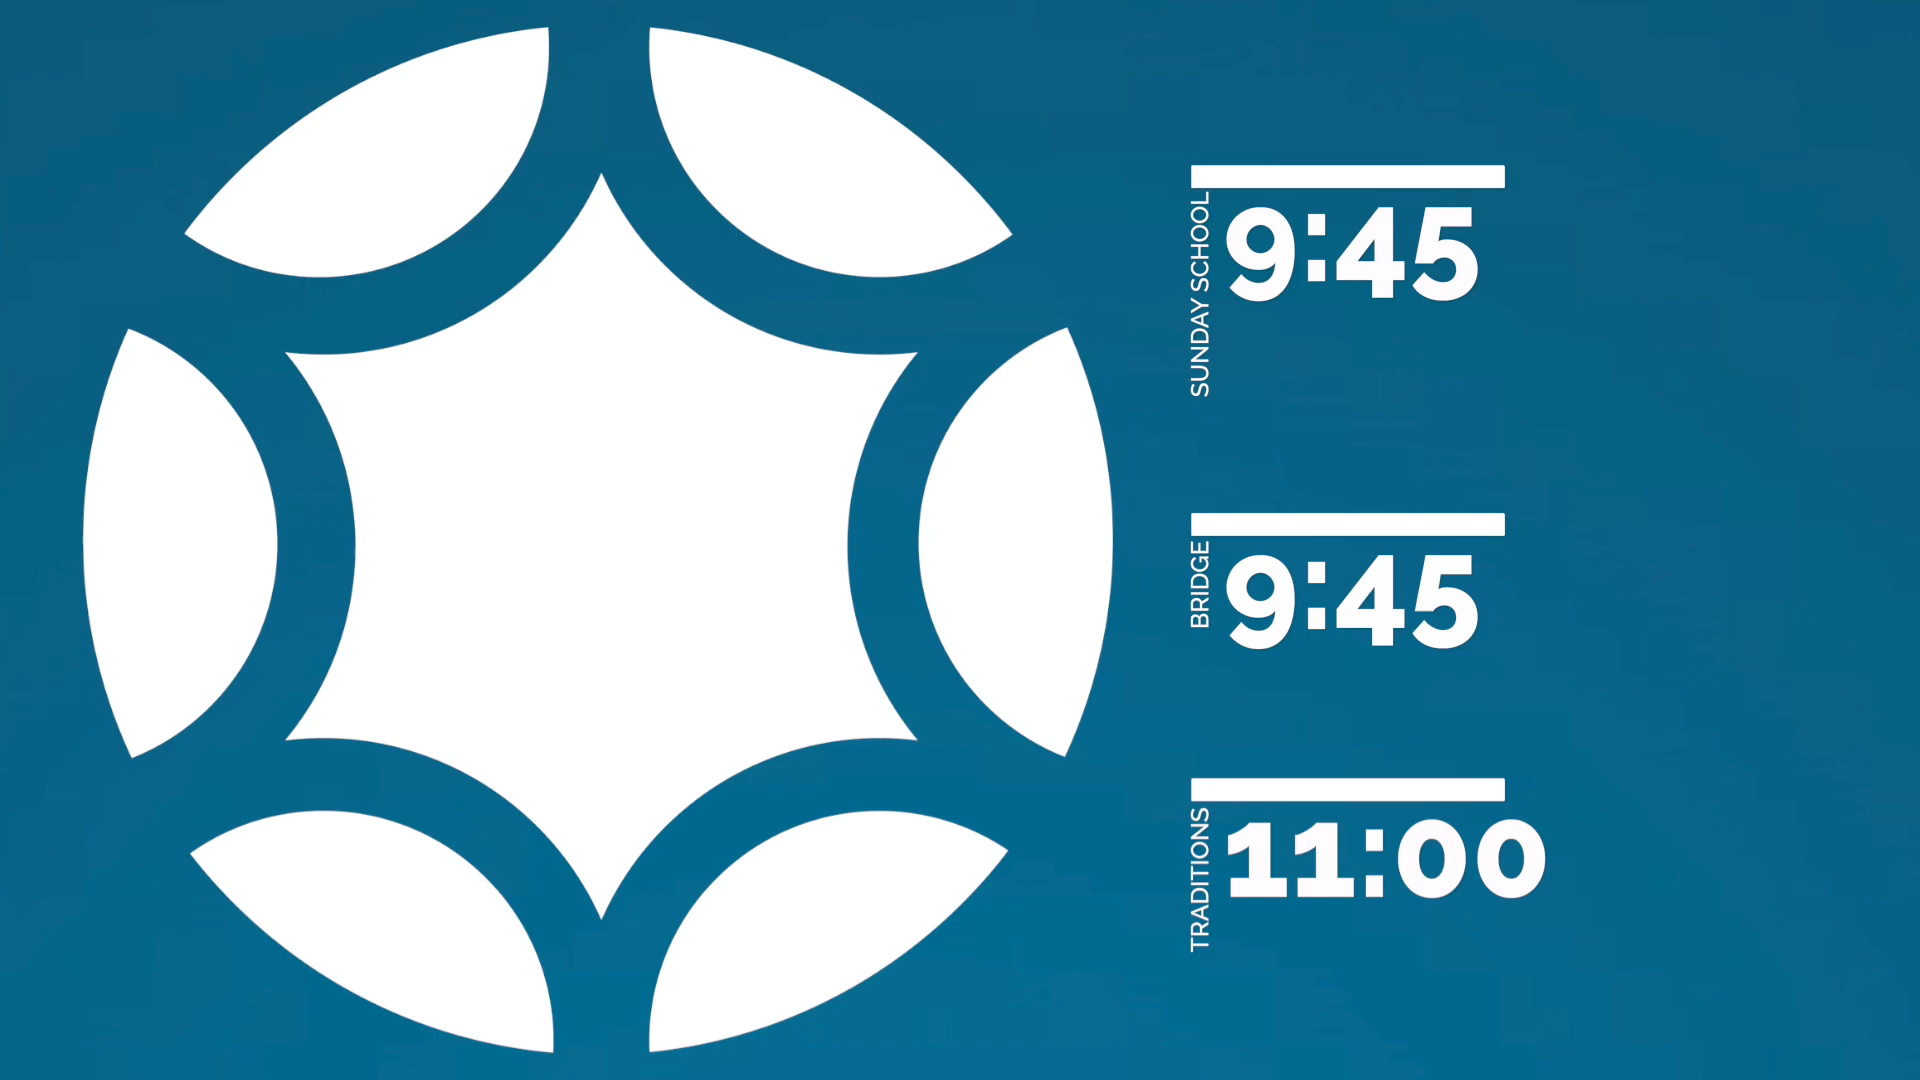 SUNDAY SCHOOL
9:45
BRIDGE
9:45
TRADITIONS
11:00